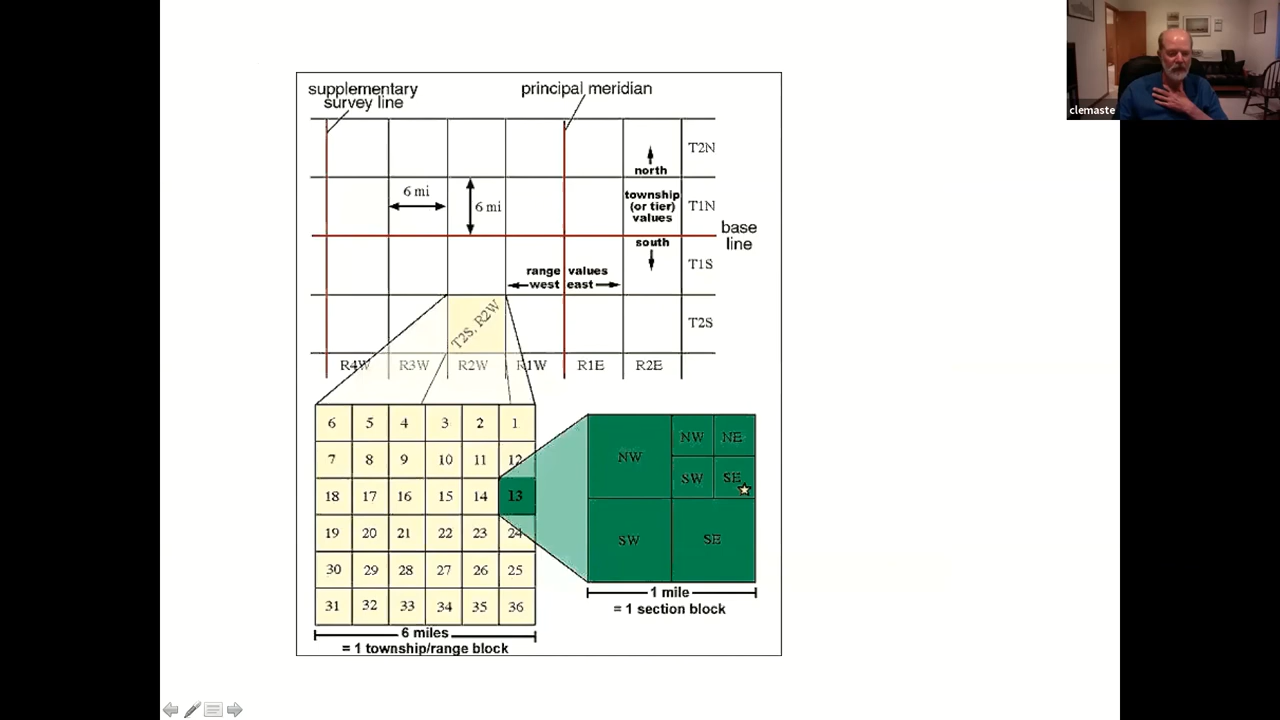 clemaste
supplementary
survey line
principal meridian
T2N
north
6 mi
6 mi
township
(or tier)
values
T1N
base
line
south
T1S
range values
west east
T2S, R2W
T2S
R4W R3W R2W R1W R1E R2E
6 5 4 3 2 1
7 8 9 10 11 12
18 17 16 15 14 13
19 20 21 22 23 24
30 29 28 27 26 25
31 32 33 34 35 36
6 miles
= 1 township/range block
NW NW NE
SW SE
SW SE
1 mile
= 1 section block